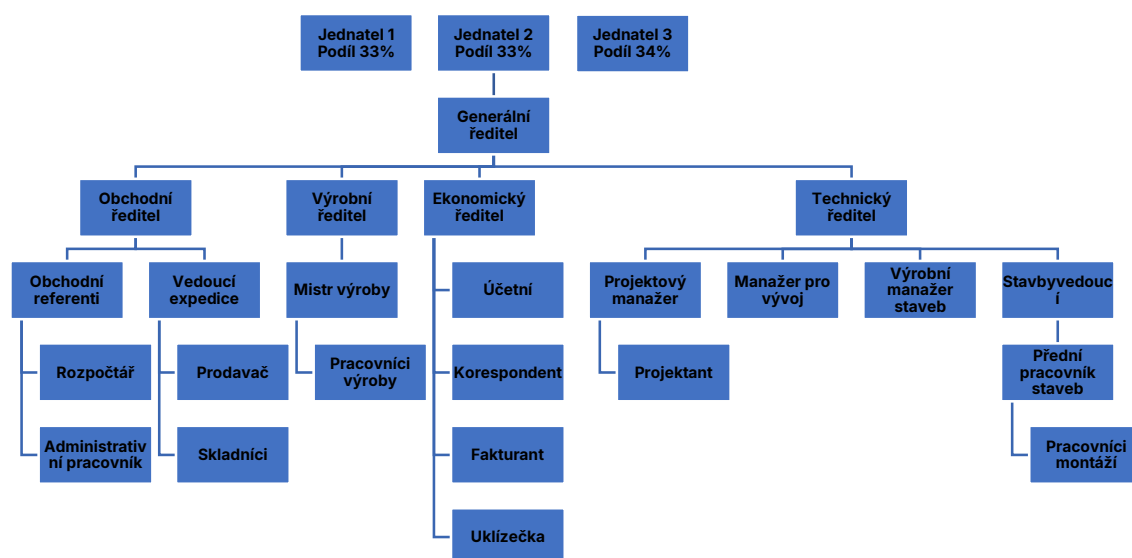 Jednatel 1
Podíl 33%
Jednatel 2
Podíl 33%
Jednatel 3
Podíl 34%
Generální
ředitel
Obchodní
ředitel
Výrobní
ředitel
Ekonomický
ředitel
Technický
ředitel
Obchodní
referenti
Vedoucí
expedice
Mistr výroby
Účetní
Projektový
manažer
Manažer pro
vývoj
Výrobní
manažer
staveb
Stavbyvedouc
í
Rozpočtář
Prodavač
Pracovníci
výroby
Korespondent
Projektant
Přední
pracovník
staveb
Administrativ
ní pracovník
Skladníci
Fakturant
Pracovníci
montáží
Uklízečka